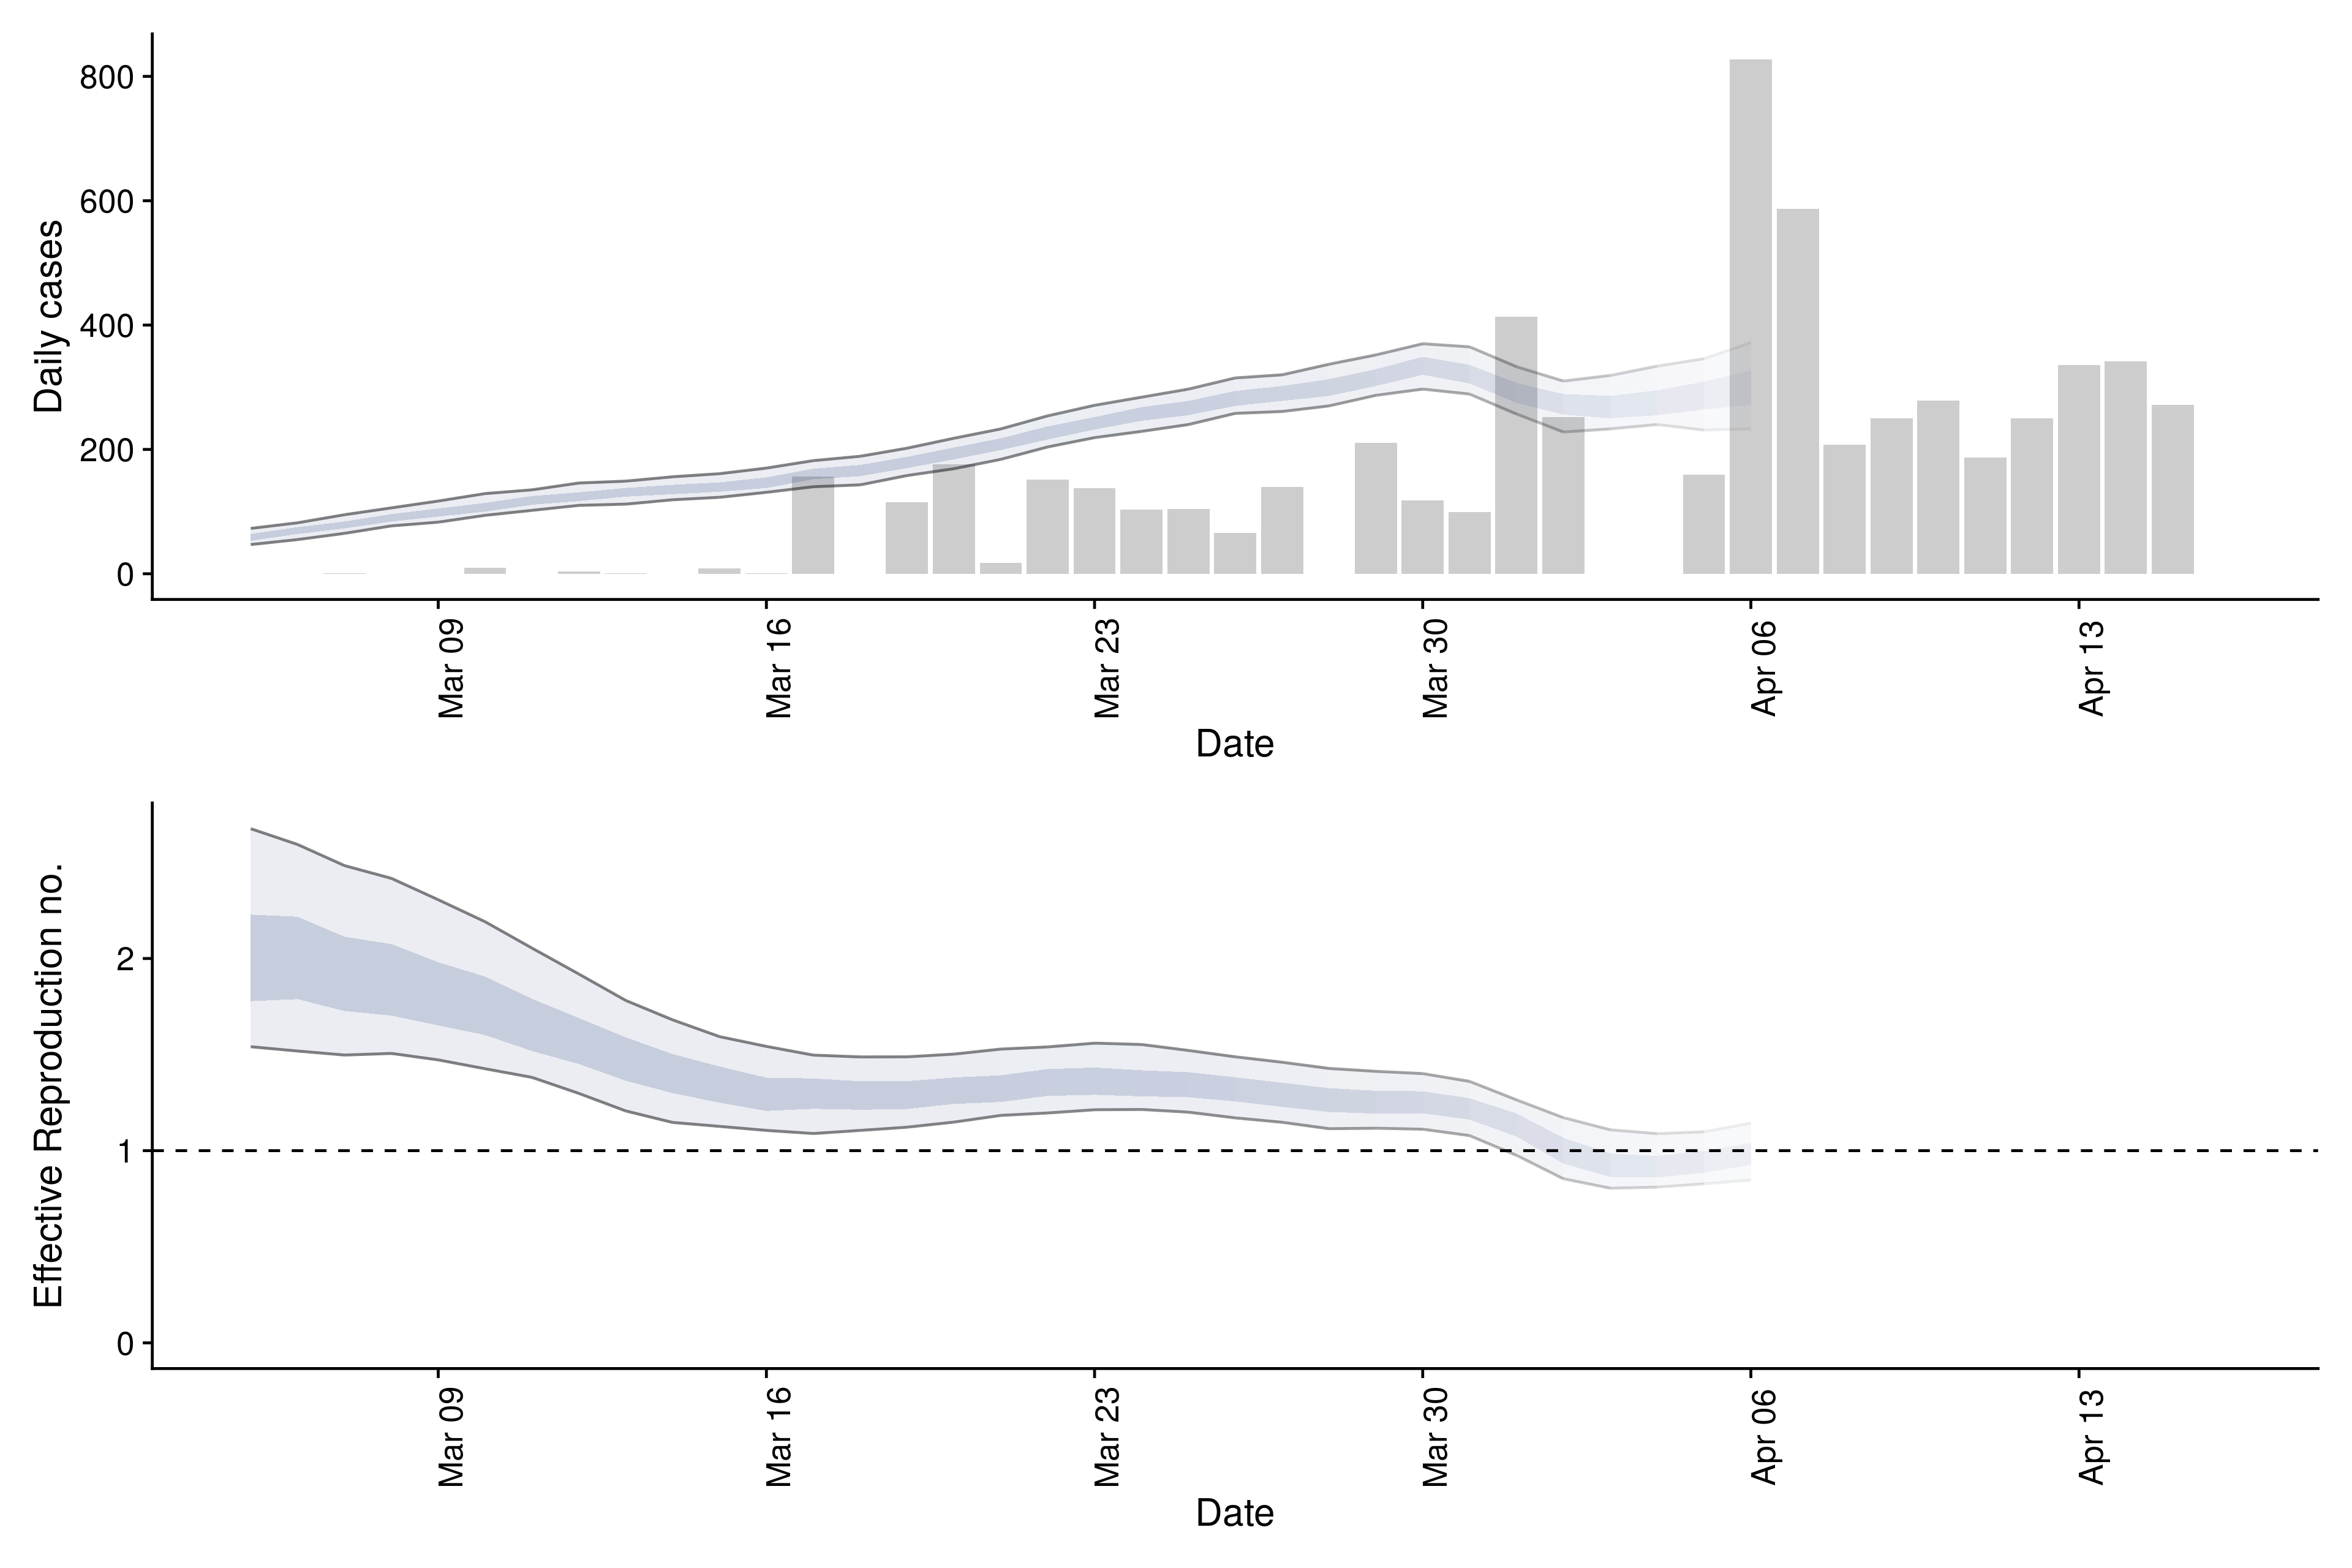 Daily cases
800
600
400
200
0
Mar 09
Mar 16
Mar 23
Mar 30
Apr 06
Apr 13
Date
Effective Reproduction no.
2
1
0
Mar 09
Mar 16
Mar 23
Mar 30
Apr 06
Apr 13
Date